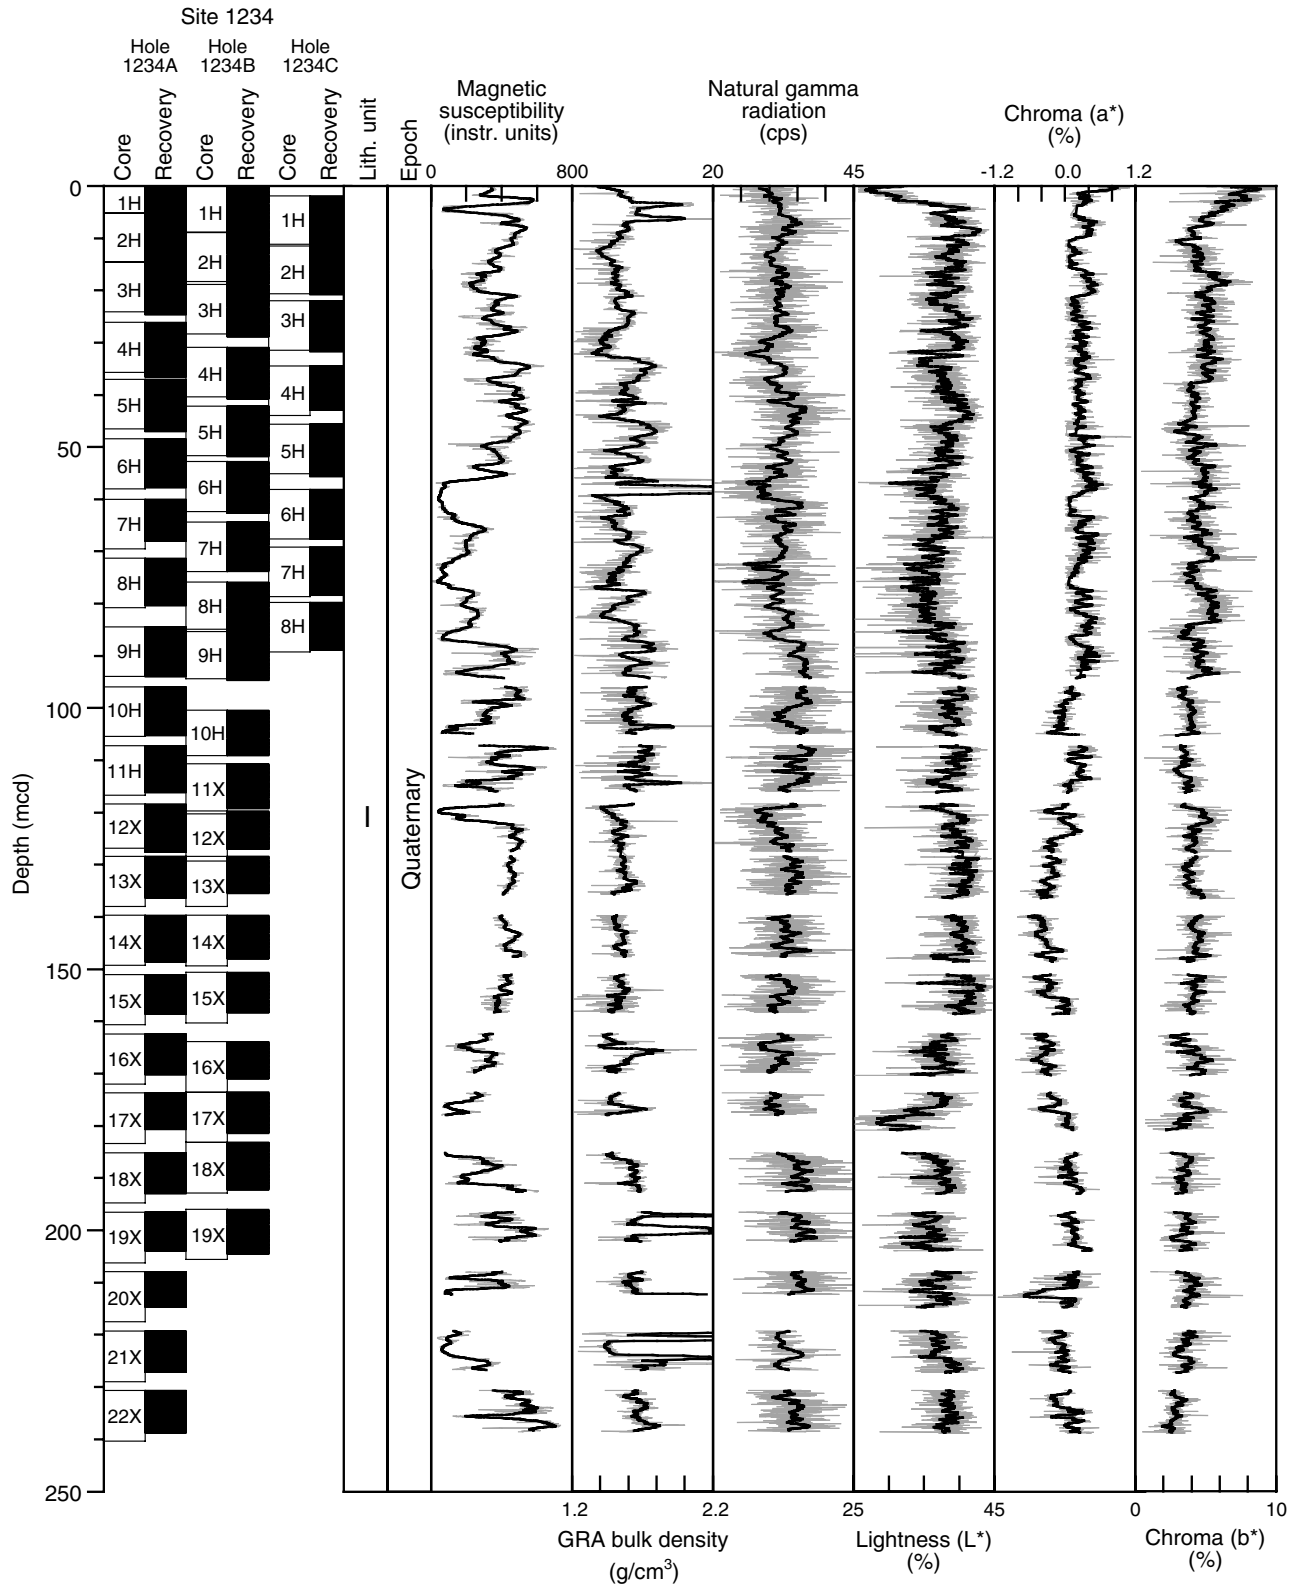 Site 1234
Hole
1234A
Hole
1234B
Hole
1234C
Core
Recovery
Core
Recovery
Core
Recovery
Lith. unit
Epoch
Magnetic
susceptibility
(instr. units)
Natural gamma
radiation
(cps)
Chroma (a*)
(%)
0 800 20 45 -1.2 0.0 1.2
Depth (mcd)
0
50
100
150
200
250
1H
2H
3H
4H
5H
6H
7H
8H
9H
10H
11H
12X
13X
14X
15X
16X
17X
18X
19X
20X
21X
22X
1H
2H
3H
4H
5H
6H
7H
8H
9H
10H
11X
12X
13X
14X
15X
16X
17X
18X
19X
1H
2H
3H
4H
5H
6H
7H
8H
I
Quaternary
1.2 2.2 25 45 0 10
GRA bulk density
(g/cm³)
Lightness (L*)
(%)
Chroma (b*)
(%)